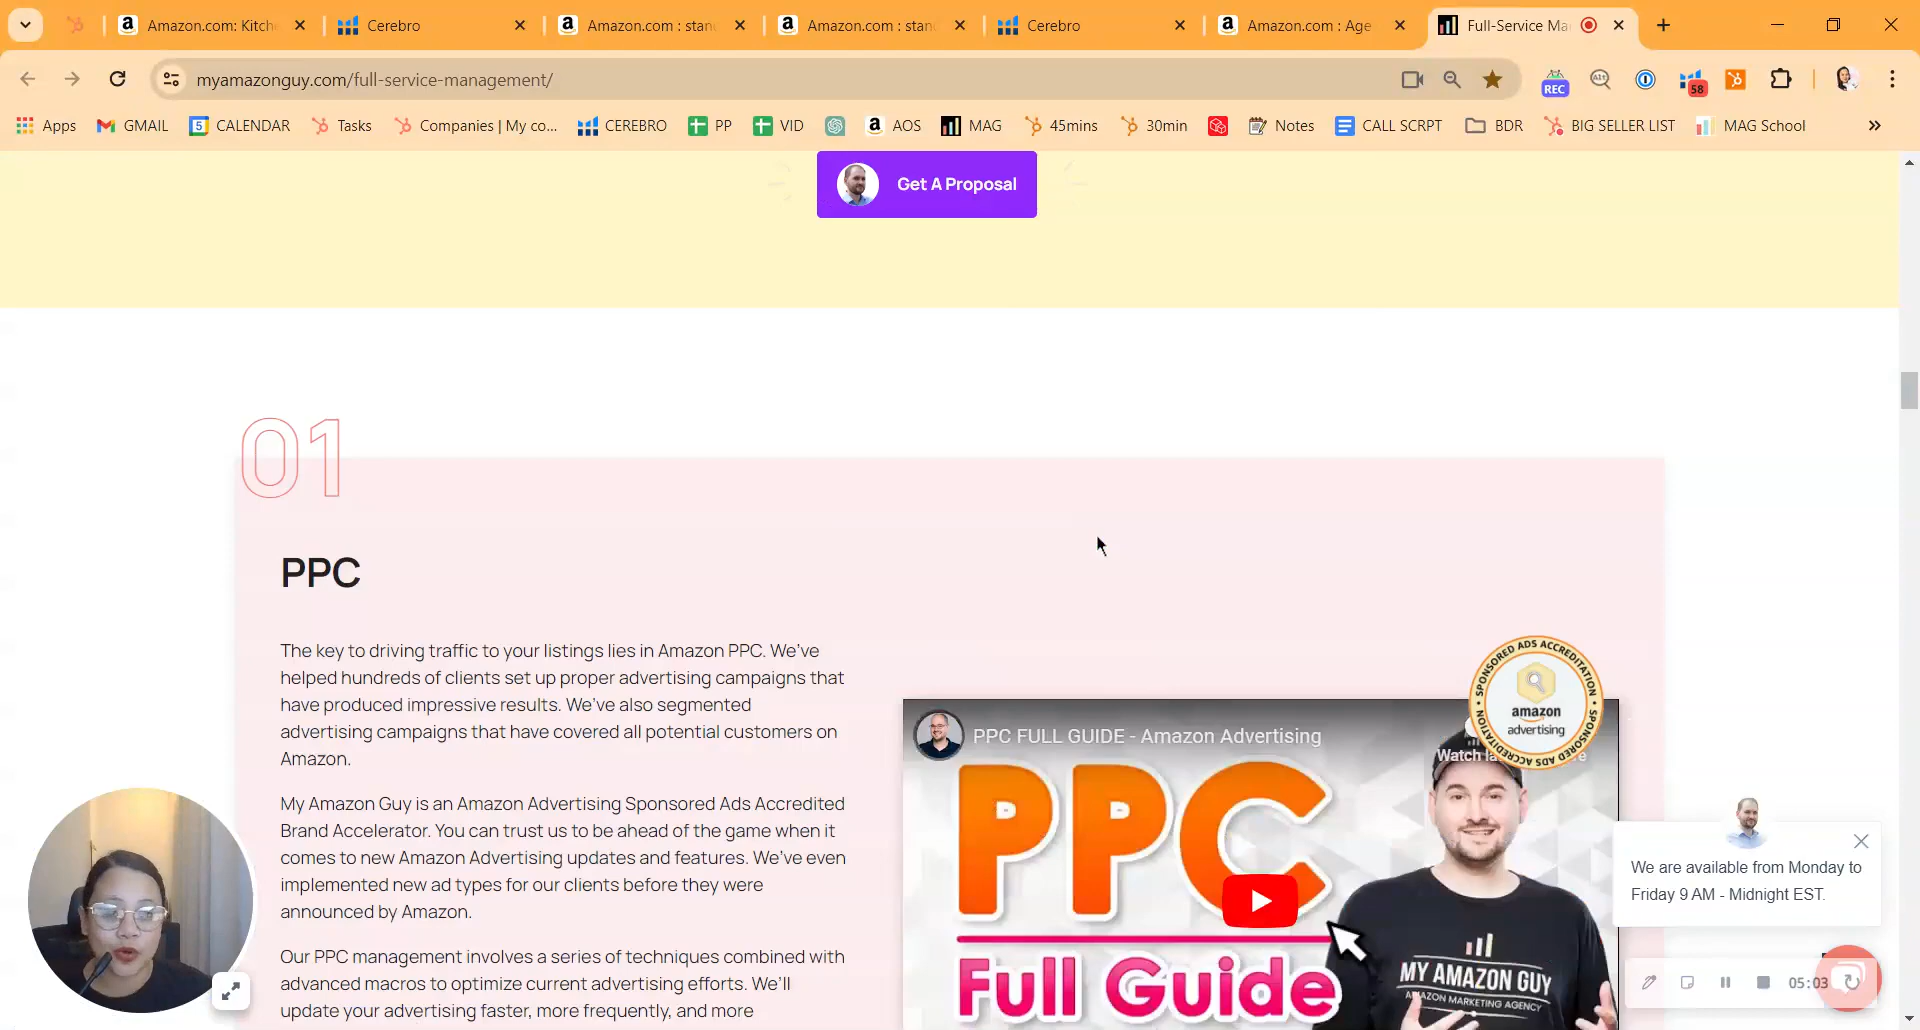 Amazon.com: Kitch
Cerebro
Amazon.com : stan
Amazon.com : stan
Cerebro
Amazon.com : Age
Full-Service Ma
myamazonguy.com/full-service-management/
REC
58
Apps
GMAIL
CALENDAR
Tasks
Companies | My co...
CEREBRO
PP
VID
AOS
MAG
45mins
30min
Notes
CALL SCRPT
BDR
BIG SELLER LIST
MAG School
Get A Proposal
01
PPC
The key to driving traffic to your listings lies in Amazon PPC. We've
helped hundreds of clients set up proper advertising campaigns that
have produced impressive results. We've also segmented
advertising campaigns that have covered all potential customers on
Amazon.
My Amazon Guy is an Amazon Advertising Sponsored Ads Accredited
Brand Accelerator. You can trust us to be ahead of the game when it
comes to new Amazon Advertising updates and features. We've even
implemented new ad types for our clients before they were
announced by Amazon.
Our PPC management involves a series of techniques combined with
advanced macros to optimize current advertising efforts. We'll
update your advertising faster, more frequently, and more
PPC FULL GUIDE - Amazon Advertising
SPONSORED ADS ACCREDITATION
amazon
advertising
SPONSORED ADS ACCREDITATION
PPC
Full Guide
MY AMAZON GUY
AMAZON MARKETING AGENCY
We are available from Monday to
Friday 9 AM - Midnight EST.
05:03